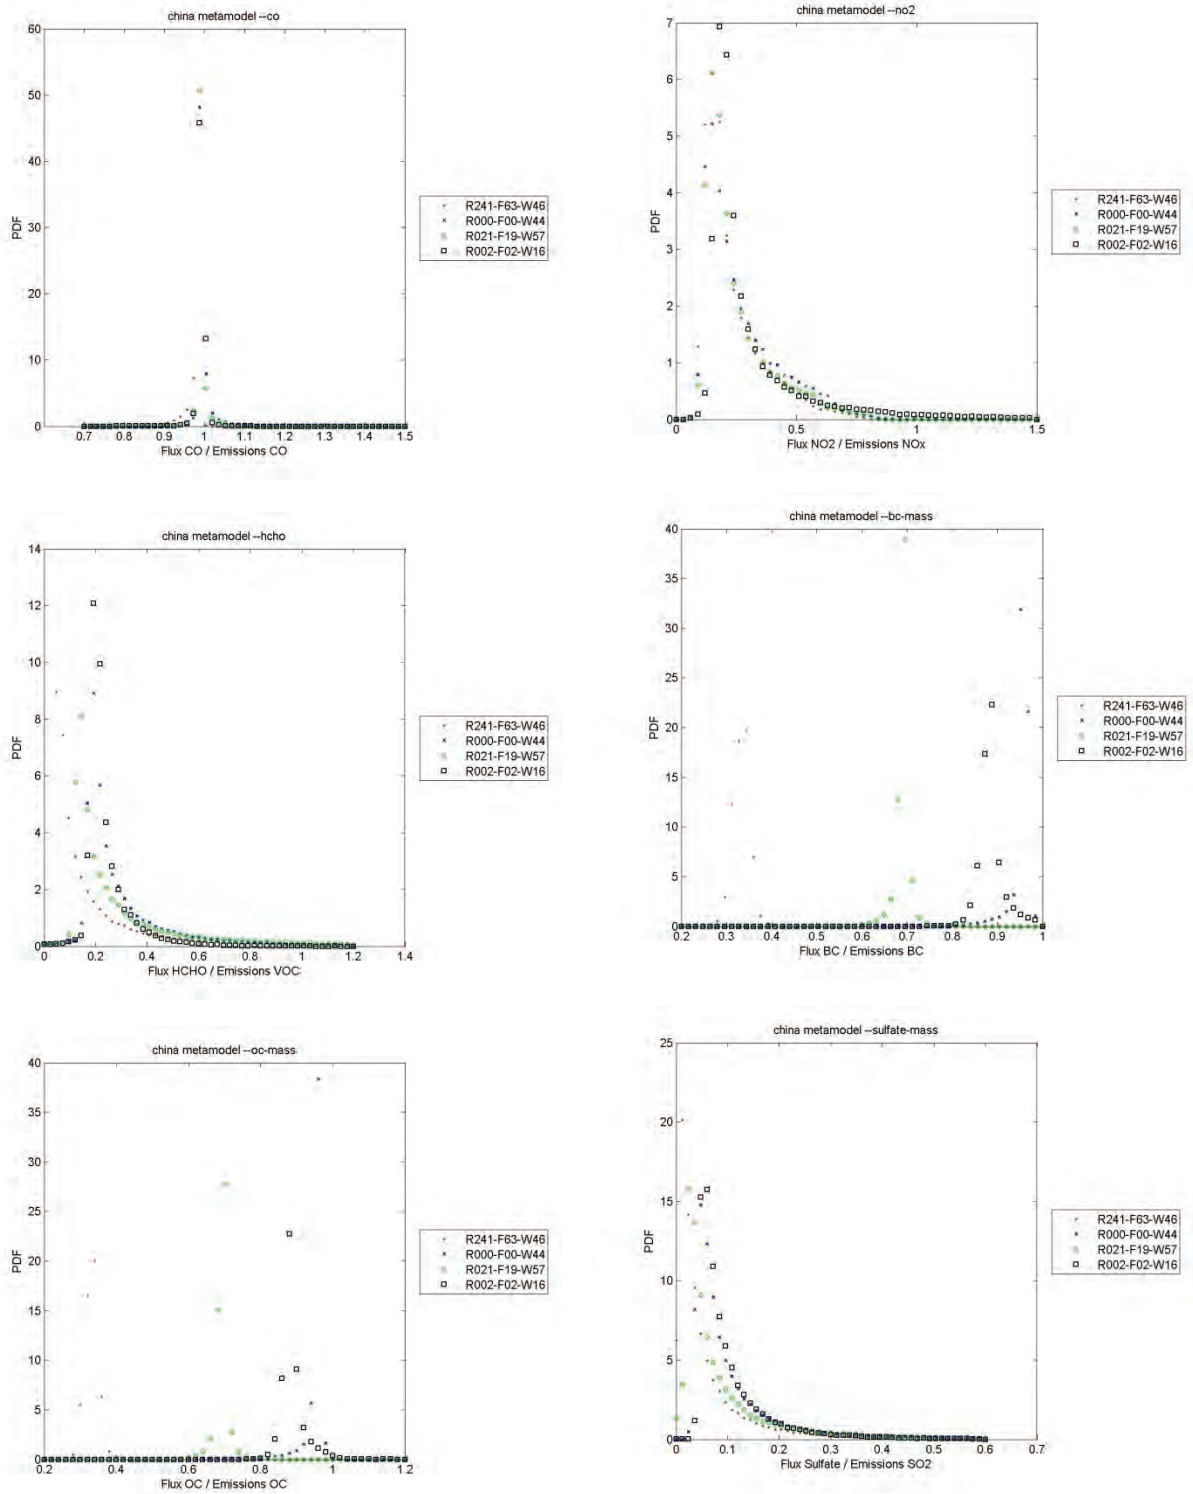 china metamodel --co
60
50
40
30
20
10
0
PDF
0.7 0.8 0.9 1 1.1 1.2 1.3 1.4 1.5
Flux CO / Emissions CO
R241-F63-W46
R000-F00-W44
R021-F19-W57
R002-F02-W16
china metamodel --no2
7
6
5
4
3
2
1
0
PDF
0 0.5 1 1.5
Flux NO2 / Emissions NOx
R241-F63-W46
R000-F00-W44
R021-F19-W57
R002-F02-W16
china metamodel --hcho
14
12
10
8
6
4
2
0
PDF
0 0.2 0.4 0.6 0.8 1 1.2 1.4
Flux HCHO / Emissions VOC
R241-F63-W46
R000-F00-W44
R021-F19-W57
R002-F02-W16
china metamodel --bc-mass
40
35
30
25
20
15
10
5
0
PDF
0.2 0.3 0.4 0.5 0.6 0.7 0.8 0.9 1
Flux BC / Emissions BC
R241-F63-W46
R000-F00-W44
R021-F19-W57
R002-F02-W16
china metamodel --oc-mass
40
35
30
25
20
15
10
5
0
PDF
0.2 0.4 0.6 0.8 1 1.2
Flux OC / Emissions OC
R241-F63-W46
R000-F00-W44
R021-F19-W57
R002-F02-W16
china metamodel --sulfate-mass
25
20
15
10
5
0
PDF
0 0.1 0.2 0.3 0.4 0.5 0.6 0.7
Flux Sulfate / Emissions SO2
R241-F63-W46
R000-F00-W44
R021-F19-W57
R002-F02-W16